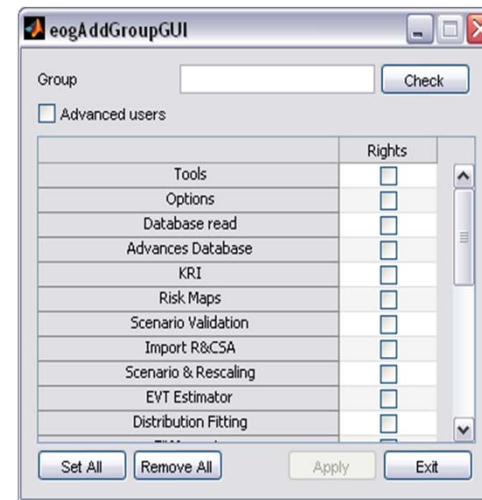 eogAddGroupGUI
Group
Check
Advanced users
Rights
Tools
Options
Database read
Advances Database
KRI
Risk Maps
Scenario Validation
Import R&CSA
Scenario & Rescaling
EVT Estimator
Distribution Fitting
Set All
Remove All
Apply
Exit